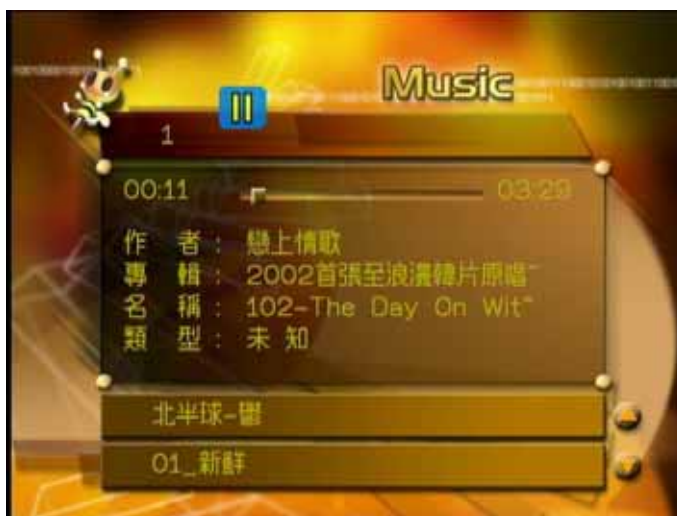 Music
1
00:11 03:29
作 者： 戀上情歌
專 輯： 2002首張至浪漫韓片原唱~
名 稱： 102-The Day On Wit~
類 型： 未 知
北半球-鬱
01_新鮮